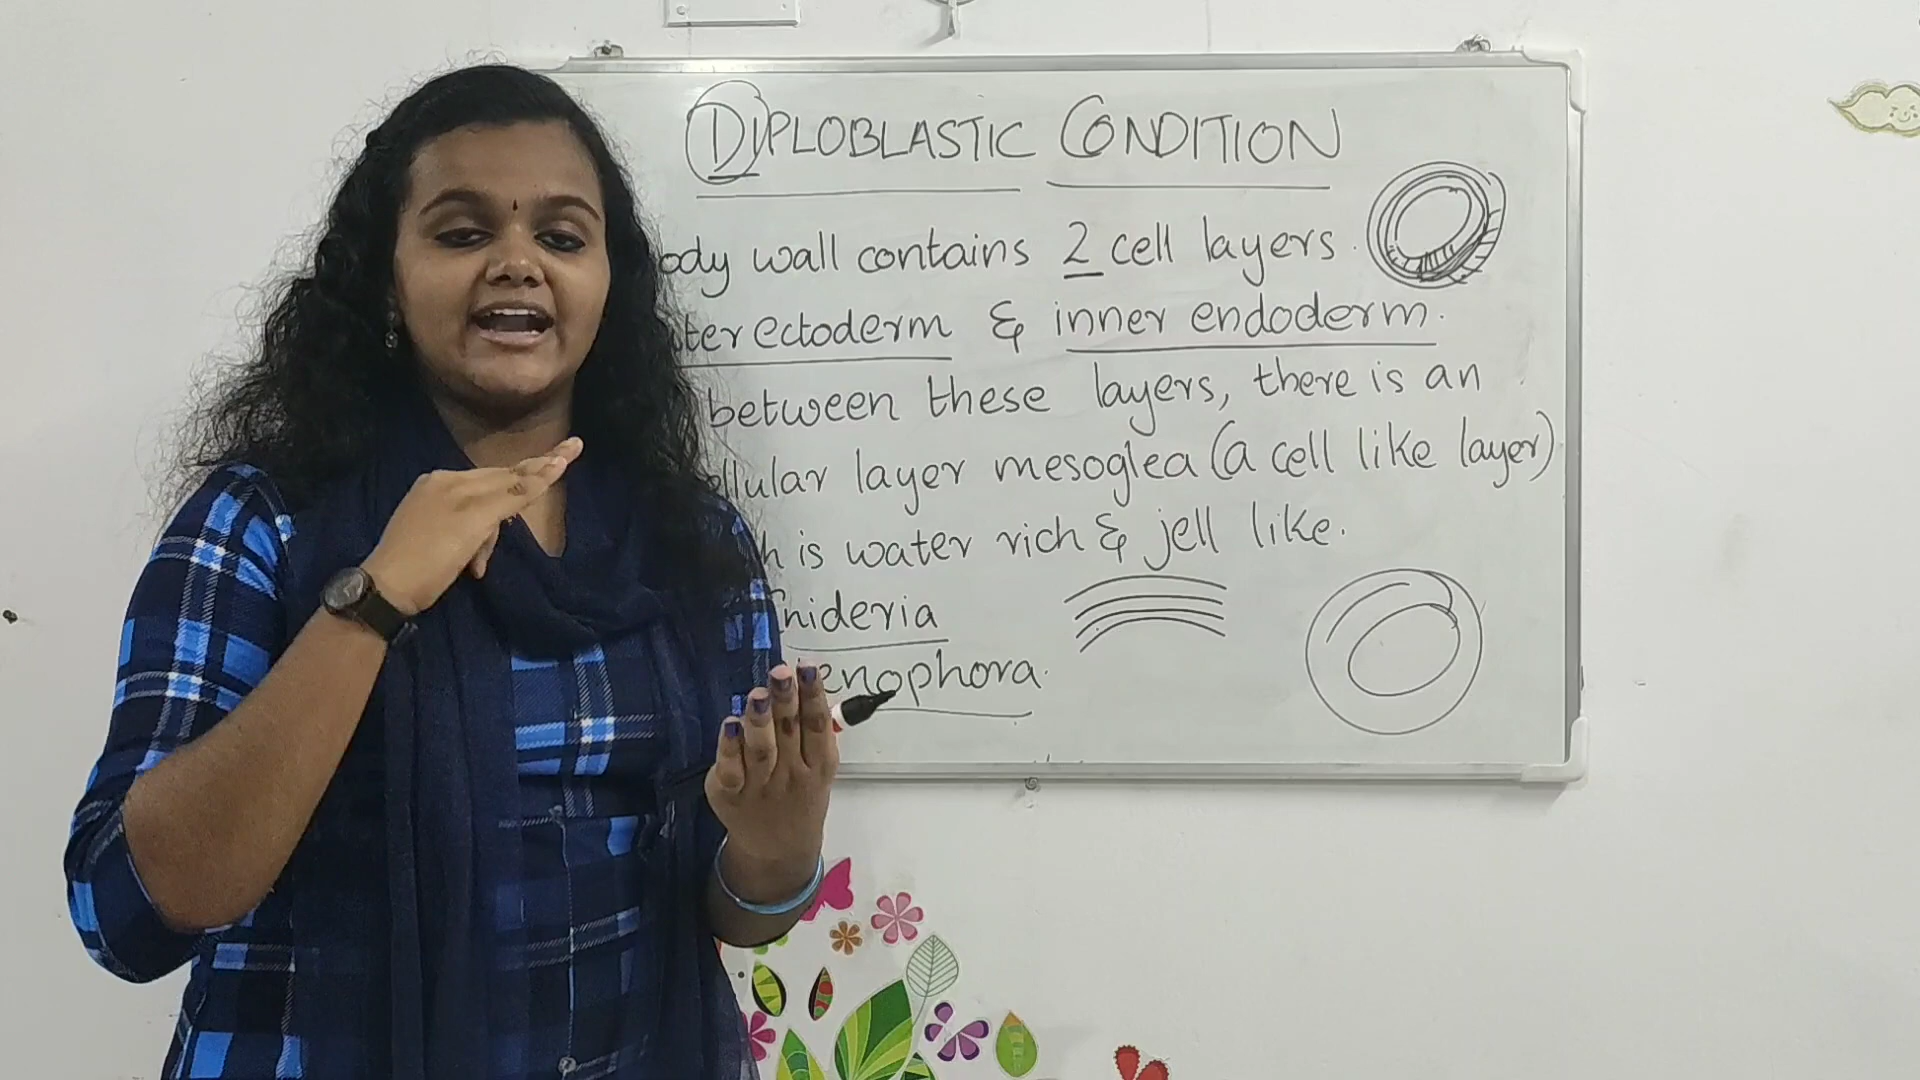 DIPLOBLASTIC CONDITION
ody wall contains 2 cell layers.
ter ectoderm & inner endoderm.
between these layers, there is an
llular layer mesoglea (a cell like layer)
h is water rich & jell like.
nideria
enophora.